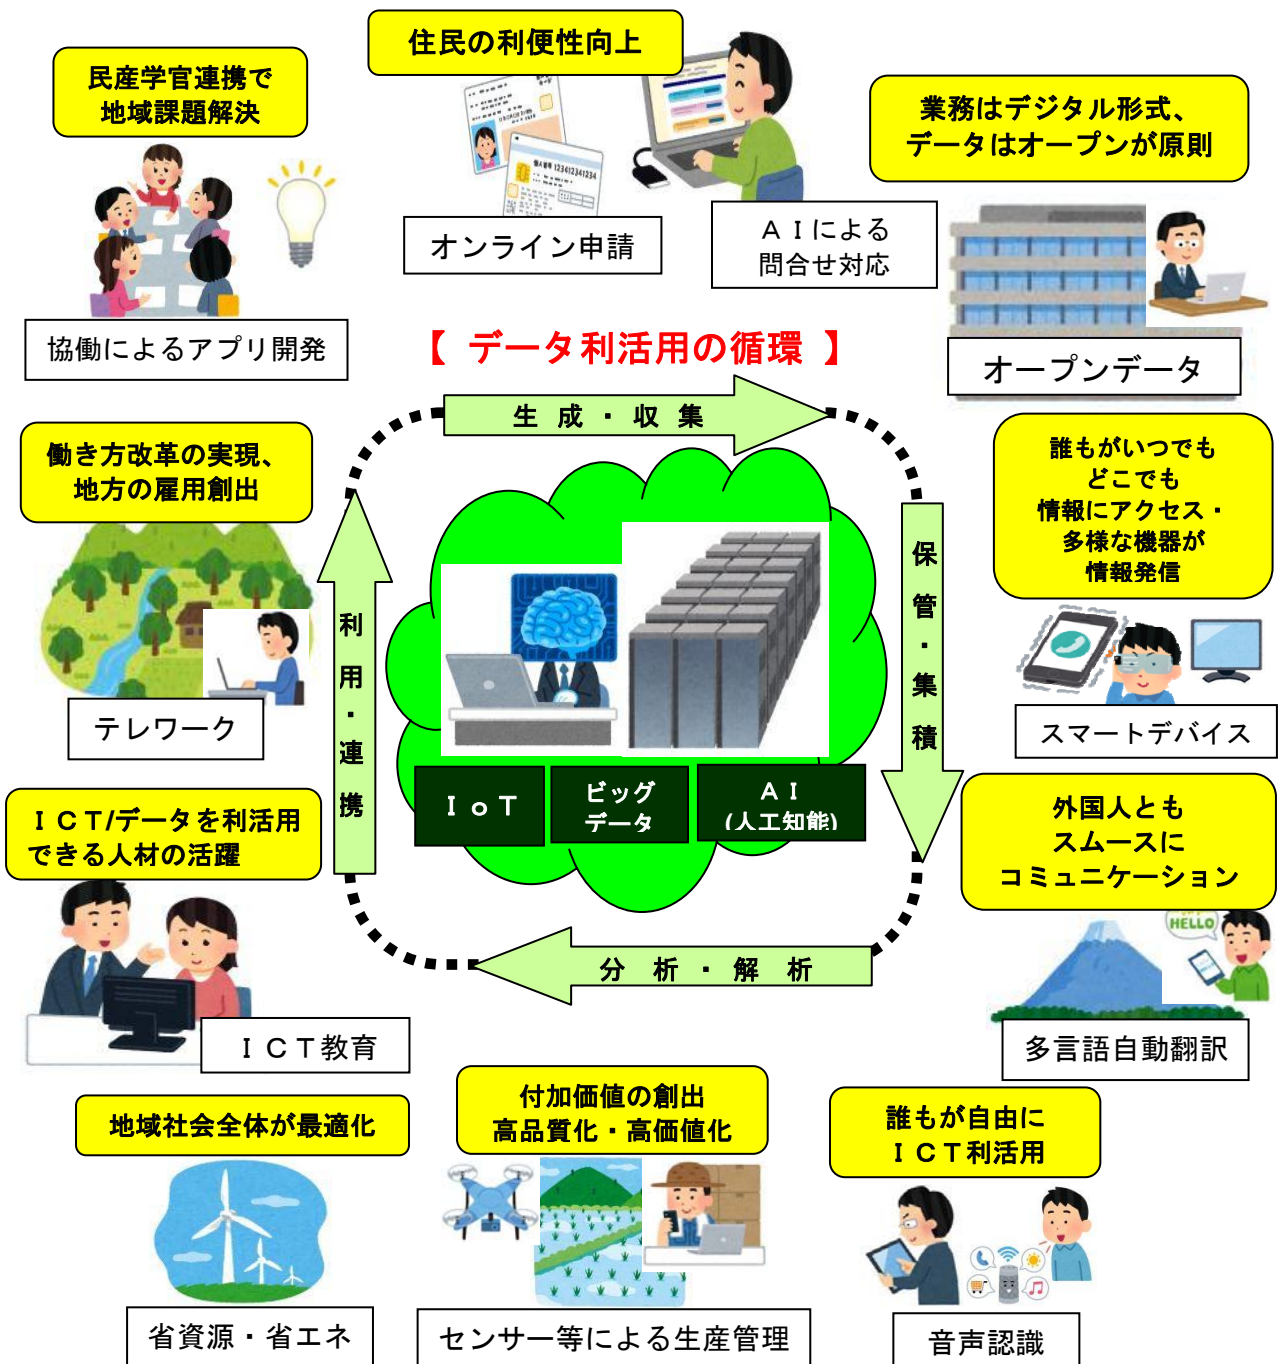 住民の利便性向上
民産学官連携で
地域課題解決
業務はデジタル形式、
データはオープンが原則
個人番号 123412341234
オンライン申請
ＡＩによる
問合せ対応
協働によるアプリ開発
オープンデータ
【 データ利活用の循環 】
生成・収集
働き方改革の実現、
地方の雇用創出
誰もがいつでも
どこでも
情報にアクセス・
多様な機器が
情報発信
保管・集積
利用・連携
テレワーク
スマートデバイス
ＩｏＴ
ビッグ
データ
ＡＩ
(人工知能)
ＩＣＴ/データを利活用
できる人材の活躍
外国人とも
スムースに
コミュニケーション
HELLO
分析・解析
ＩＣＴ教育
多言語自動翻訳
地域社会全体が最適化
付加価値の創出
高品質化・高価値化
誰もが自由に
ＩＣＴ利活用
省資源・省エネ
センサー等による生産管理
音声認識